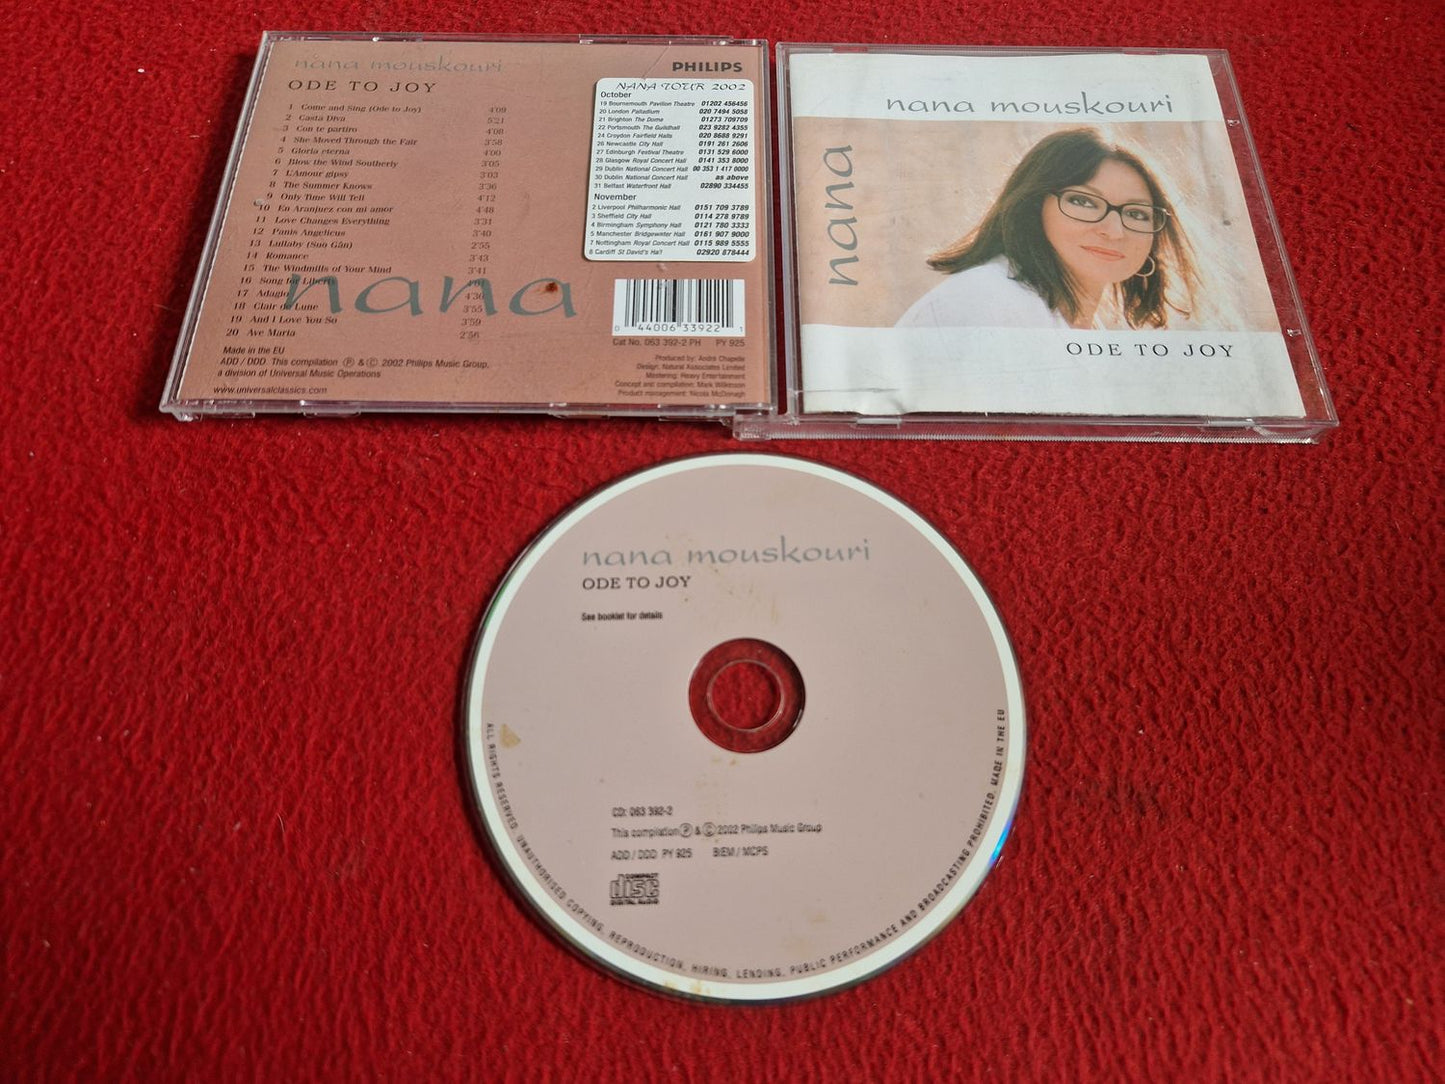 nana mouskouri
PHILIPS
ODE TO JOY
1 Come and Sing (Ode to Joy) 4'09
2 Casta Diva 5'21
3 Con te partiro 4'08
4 She Moved Through the Fair 3'58
5 Gloria eterna 4'00
6 Blow the Wind Southerly 3'05
7 L'Amour gipsy 3'03
8 The Summer Knows 3'36
9 Only Time Will Tell 4'12
10 En Aranjuez con mi amor 4'48
11 Love Changes Everything 3'31
12 Panis Angelicus 3'40
13 Lullaby (Suo Gân) 2'55
14 Romance 3'43
15 The Windmills of Your Mind 3'41
16 Song for Liberty
17 Adagio 4'36
18 Clair de Lune 3'55
19 And I Love You So 3'59
20 Ave Maria 2'56
nana
Made in the EU
ADD / DDD. This compilation Ⓟ & © 2002 Philips Music Group,
a division of Universal Music Operations
www.universalclassics.com
NANA TOUR 2002
October
19 Bournemouth Pavilion Theatre 01202 456456
20 London Palladium 020 7494 5058
21 Brighton The Dome 01273 709709
22 Portsmouth The Guildhall 023 9282 4355
24 Croydon Fairfield Halls 020 8688 9291
26 Newcastle City Hall 0191 261 2606
27 Edinburgh Festival Theatre 0131 529 6000
28 Glasgow Royal Concert Hall 0141 353 8000
29 Dublin National Concert Hall 00 353 1 417 0000
30 Dublin National Concert Hall as above
31 Belfast Waterfront Hall 02890 334455
November
2 Liverpool Philharmonic Hall 0151 709 3789
3 Sheffield City Hall 0114 278 9789
4 Birmingham Symphony Hall 0121 780 3333
5 Manchester Bridgewater Hall 0161 907 9000
7 Nottingham Royal Concert Hall 0115 989 5555
8 Cardiff St David's Hall 02920 878444
0 44006 33922 1
Cat No. 063 392-2 PH PY 925
Produced by: André Chapelle
Design: Natural Associates Limited
Mastering: Heavy Entertainment
Concept and compilation: Mark Wilkinson
Product management: Nicola McDonagh
nana mouskouri
nana
ODE TO JOY
nana mouskouri
ODE TO JOY
See booklet for details
CD: 063 392-2
This compilation Ⓟ & © 2002 Philips Music Group
ADD / DDD PY 925 BIEM / MCPS
COMPACT
disc
DIGITAL AUDIO
ALL RIGHTS RESERVED. UNAUTHORISED COPYING, REPRODUCTION, HIRING, LENDING, PUBLIC PERFORMANCE AND BROADCASTING PROHIBITED. MADE IN THE EU